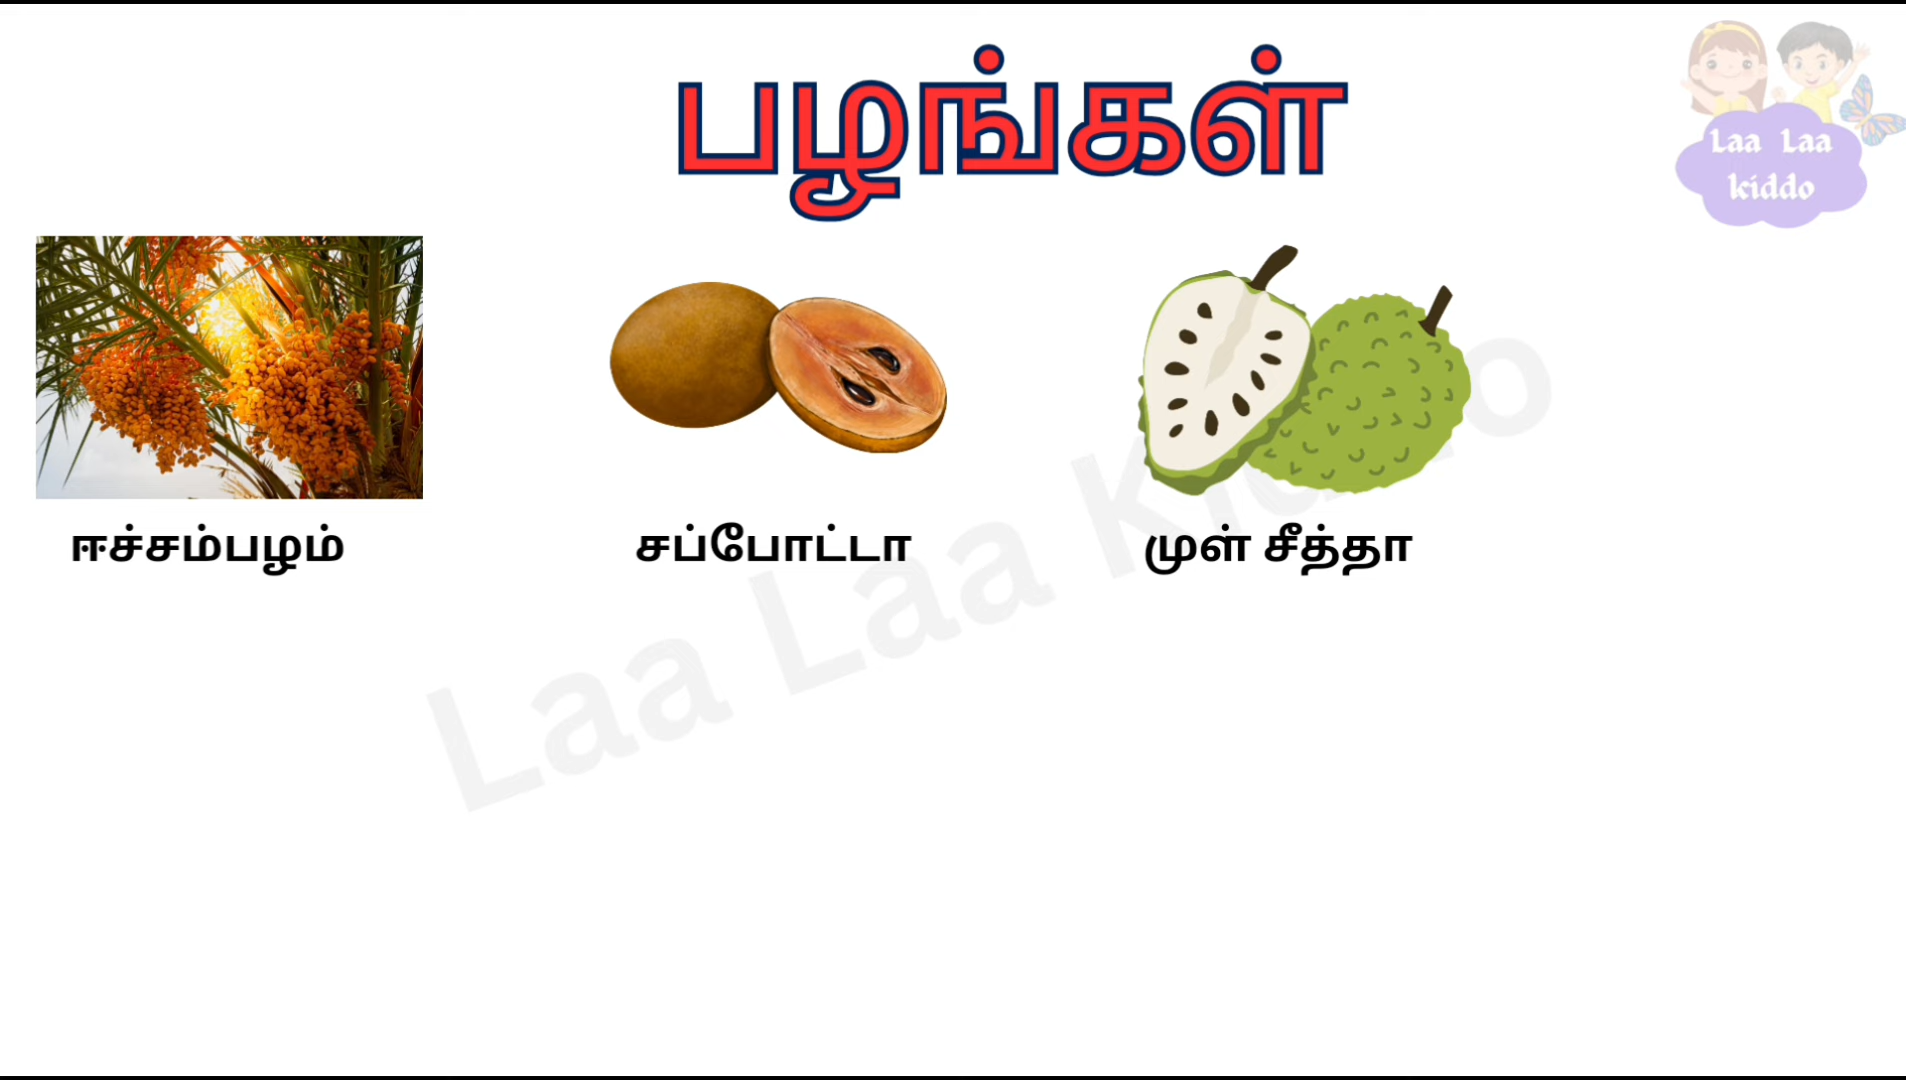 பழங்கள்
Laa Laa
kiddo
ஈச்சம்பழம்
சப்போட்டா
முள் சீத்தா
Laa Laa Kiddo